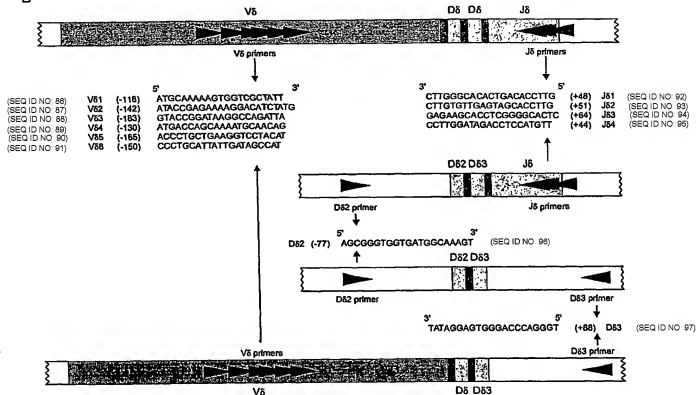 B
Vδ Dδ Dδ Jδ
Vδ primers Jδ primers
5' 3' 3' 5'
(SEQ ID NO: 86) Vδ1 (-118) ATGCAAAAAGTGGTCGCTATT
(SEQ ID NO: 87) Vδ2 (-142) ATACCGAGAAAAGGACATCTATG
(SEQ ID NO: 88) Vδ3 (-183) GTACCGGATAAGGCCAGATTA
(SEQ ID NO: 89) Vδ4 (-130) ATGACCAGCAAAATGCAACAG
(SEQ ID NO: 90) Vδ5 (-165) ACCCTGCTGAAGGTCCTACAT
(SEQ ID NO: 91) Vδ6 (-150) CCCTGCATTATTGATAGCCAT
CTTGGGCACACTGACACCTTG (+48) Jδ1 (SEQ ID NO: 92)
CTTGTGTTGAGTAGCACCTTG (+51) Jδ2 (SEQ ID NO: 93)
GAGAAGCACCTCGGGGCACTC (+64) Jδ3 (SEQ ID NO: 94)
CCTTGGATAGACCTCCATGTT (+44) Jδ4 (SEQ ID NO: 95)
Dδ2 Dδ3 Jδ
Dδ2 primer Jδ primers
5' 3'
Dδ2 (-77) AGCGGGTGGTGATGGCAAAGT (SEQ ID NO: 96)
Dδ2 Dδ3
Dδ2 primer Dδ3 primer
3' 5'
TATAGGAGTGGGACCCAGGGT (+88) Dδ3 (SEQ ID NO: 97)
Vδ primers Dδ3 primer
Vδ Dδ Dδ3